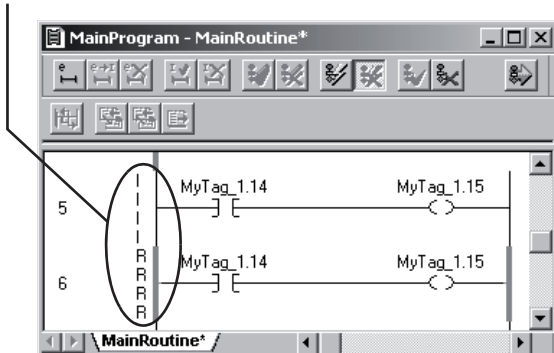 MainProgram - MainRoutine*
I
I
MyTag_1.14 MyTag_1.15
5
I
I
R
MyTag_1.14 MyTag_1.15
R
6
R
R
MainRoutine*